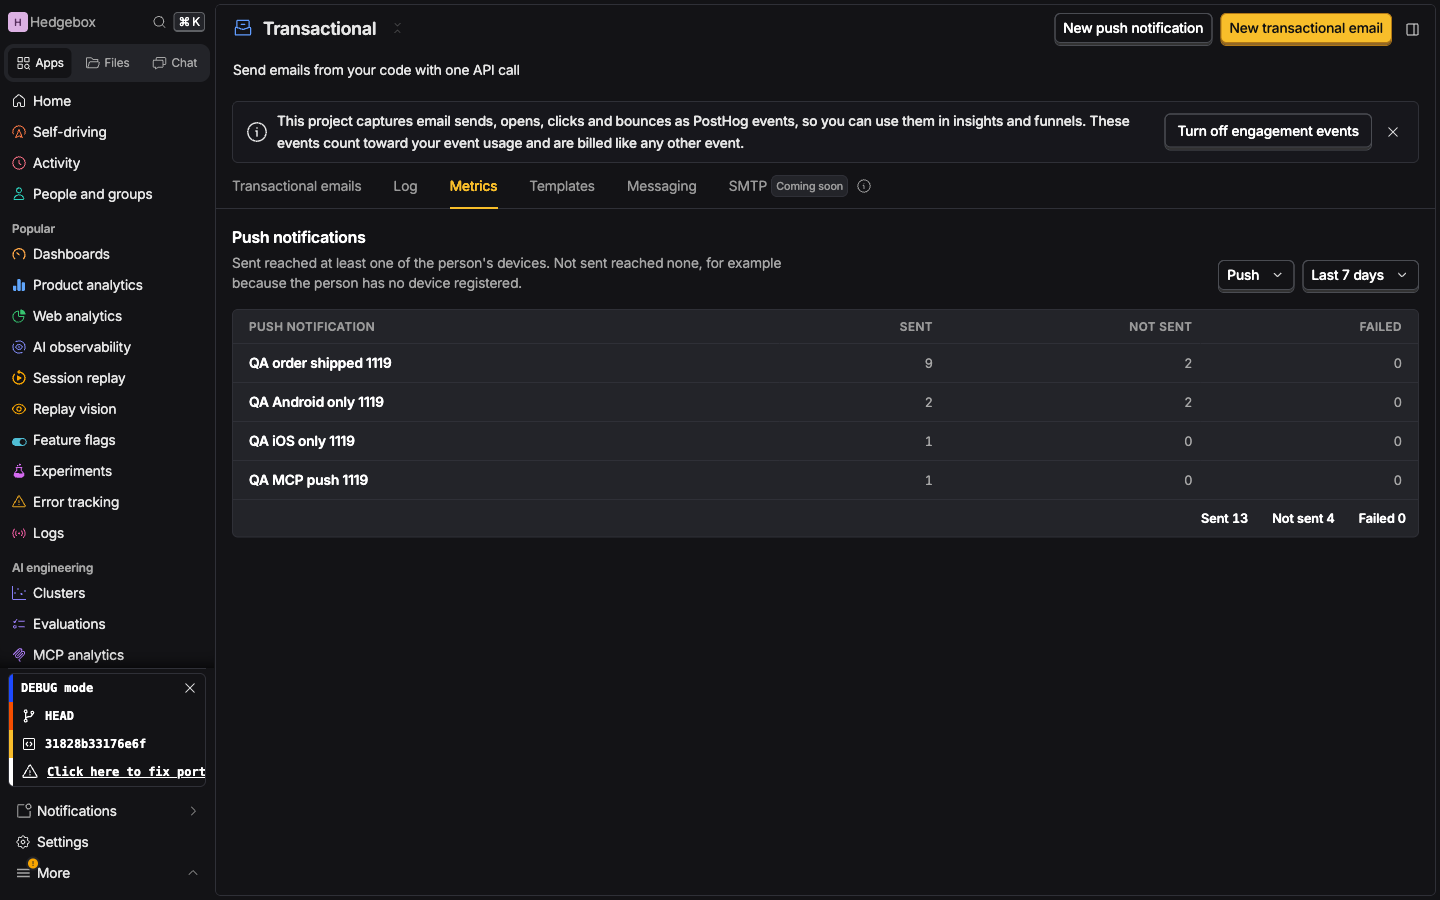 H Hedgebox ⌘ K
Apps Files Chat
Home
Self-driving
Activity
People and groups
Popular
Dashboards
Product analytics
Web analytics
AI observability
Session replay
Replay vision
Feature flags
Experiments
Error tracking
Logs
AI engineering
Clusters
Evaluations
MCP analytics
DEBUG mode
HEAD
31828b33176e6f
Click here to fix port
Notifications
Settings
More
Transactional
New push notification
New transactional email
Send emails from your code with one API call
This project captures email sends, opens, clicks and bounces as PostHog events, so you can use them in insights and funnels. These
events count toward your event usage and are billed like any other event.
Turn off engagement events
Transactional emails Log Metrics Templates Messaging SMTP Coming soon
Push notifications
Sent reached at least one of the person's devices. Not sent reached none, for example
because the person has no device registered.
Push Last 7 days
PUSH NOTIFICATION SENT NOT SENT FAILED
QA order shipped 1119 9 2 0
QA Android only 1119 2 2 0
QA iOS only 1119 1 0 0
QA MCP push 1119 1 0 0
Sent 13 Not sent 4 Failed 0